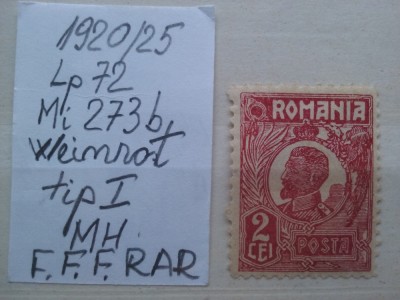 1920/25
Lp 72
Mi 273b,
Weinrot
tip I
MH
F. F. F. RAR
ROMANIA
2
LEI
POSTA